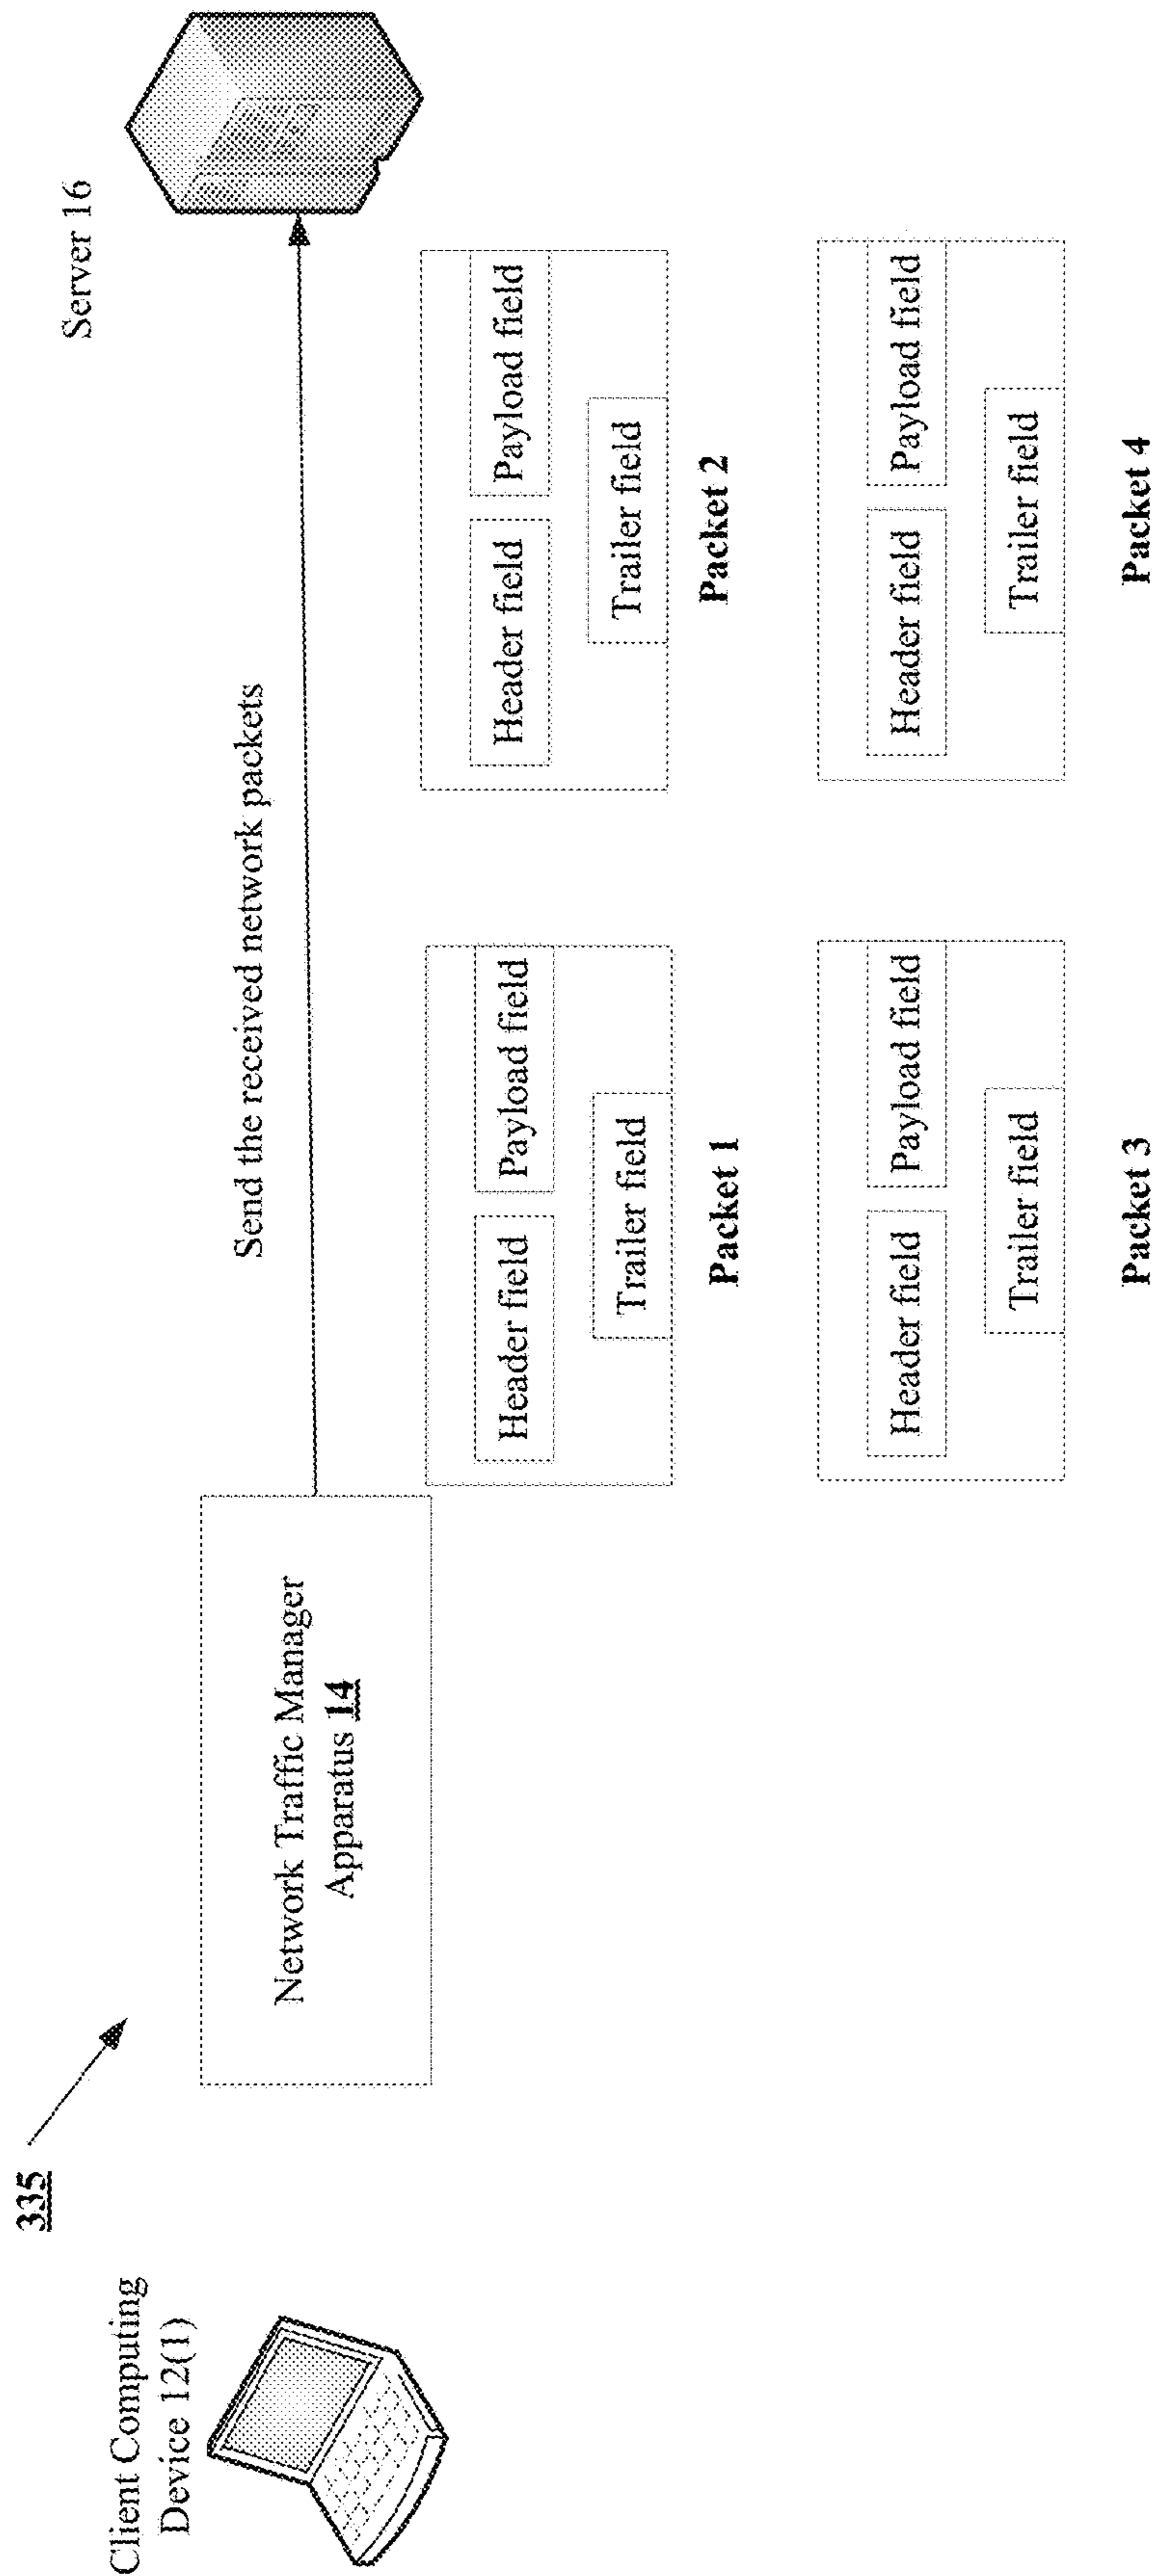 335
Client Computing
Device 12(1)
Network Traffic Manager
Apparatus 14
Send the received network packets
Server 16
Header field
Payload field
Trailer field
Packet 1
Header field
Payload field
Trailer field
Packet 2
Header field
Payload field
Trailer field
Packet 3
Header field
Payload field
Trailer field
Packet 4